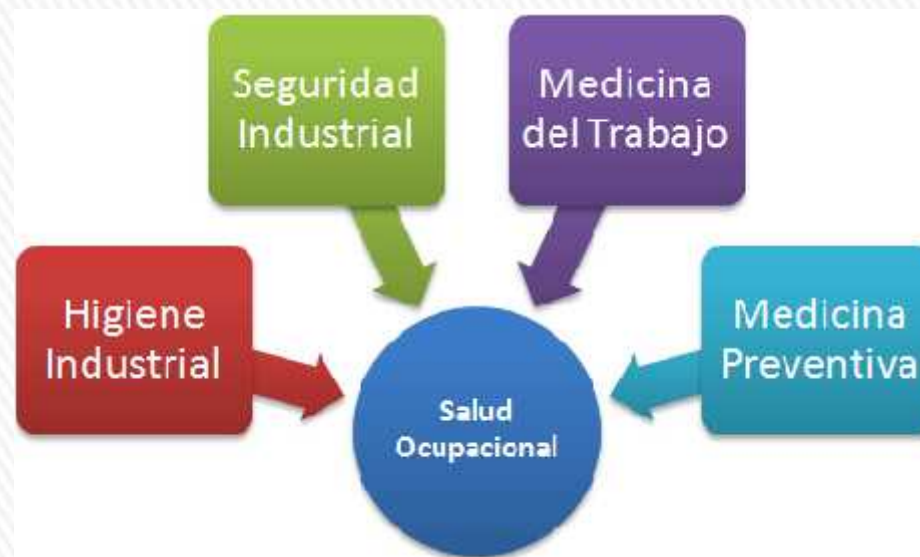 Seguridad
Industrial
Medicina
del Trabajo
Higiene
Industrial
Medicina
Preventiva
Salud
Ocupacional